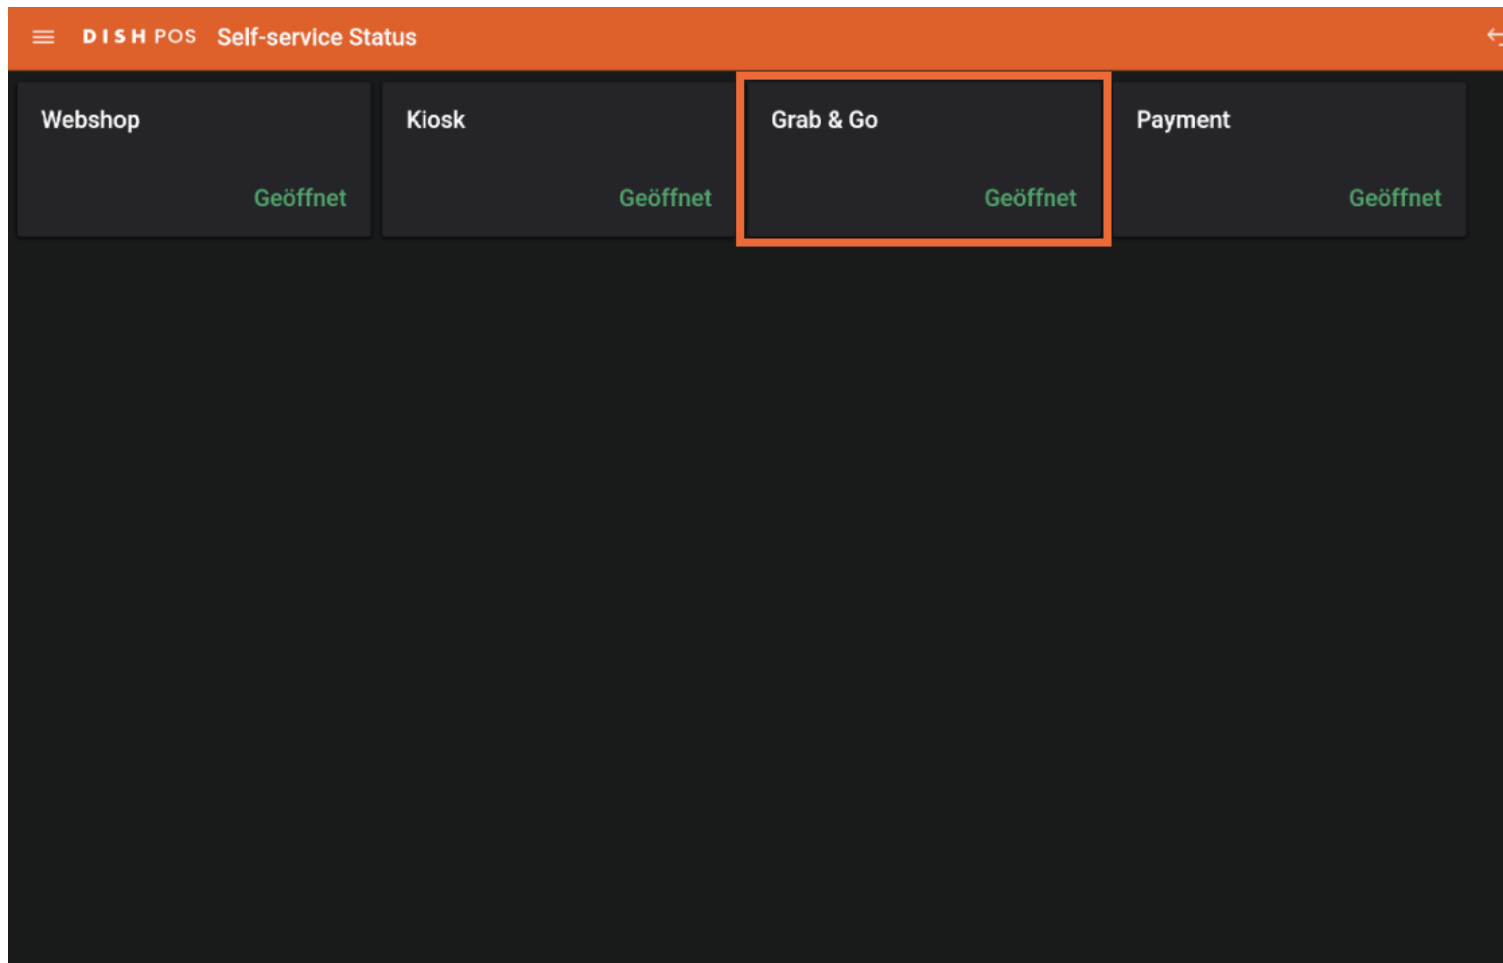 DISH POS Self-service Status
Webshop
Geöffnet
Kiosk
Geöffnet
Grab & Go
Geöffnet
Payment
Geöffnet